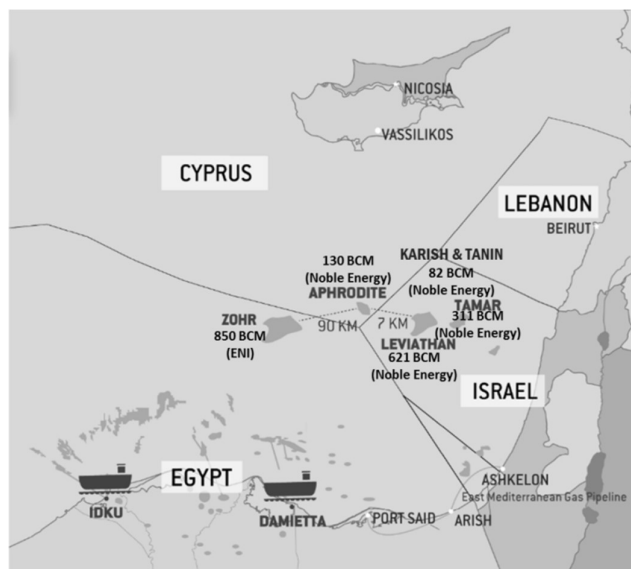 NICOSIA
VASSILIKOS
CYPRUS
LEBANON
BEIRUT
130 BCM
(Noble Energy)
APHRODITE
KARISH & TANIN
82 BCM
(Noble Energy)
TAMAR
311 BCM
(Noble Energy)
ZOHR
850 BCM
(ENI)
90 KM
7 KM
LEVIATHAN
621 BCM
(Noble Energy)
ISRAEL
EGYPT
ASHKELON
East Mediterranean Gas Pipeline
IDKU
DAMIETTA
PORT SAID
ARISH